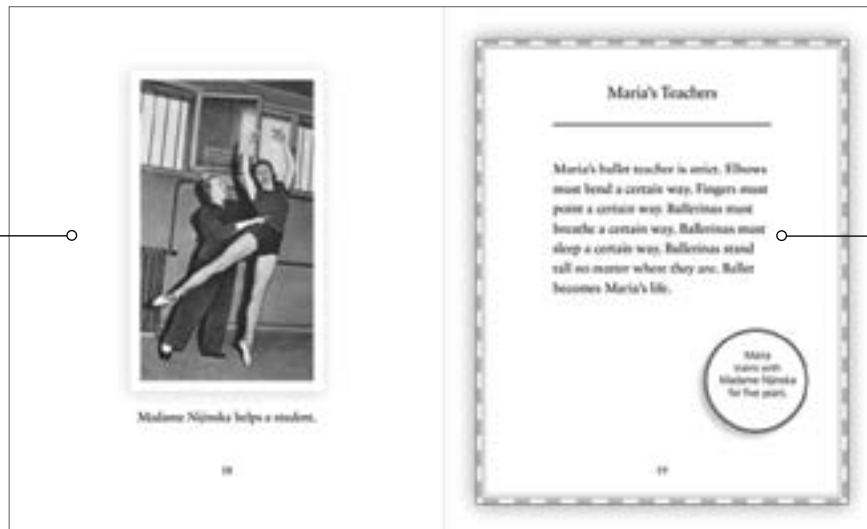 Madame Nijinska helps a student.
18
Maria's Teachers
Maria's ballet teacher is strict. Elbows
must bend a certain way. Fingers must
point a certain way. Ballerinas must
breathe a certain way. Ballerinas must
sleep a certain way. Ballerinas stand
tall no matter where they are. Ballet
becomes Maria's life.
Maria
trains with
Madame Nijinska
for five years.
19